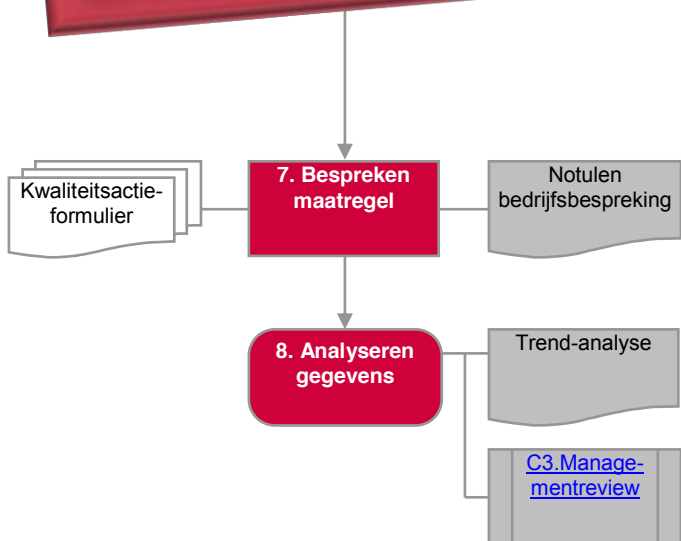 Kwaliteitsactie-
formulier
7. Bespreken
maatregel
Notulen
bedrijfsbespreking
8. Analyseren
gegevens
Trend-analyse
C3.Manage-
mentreview